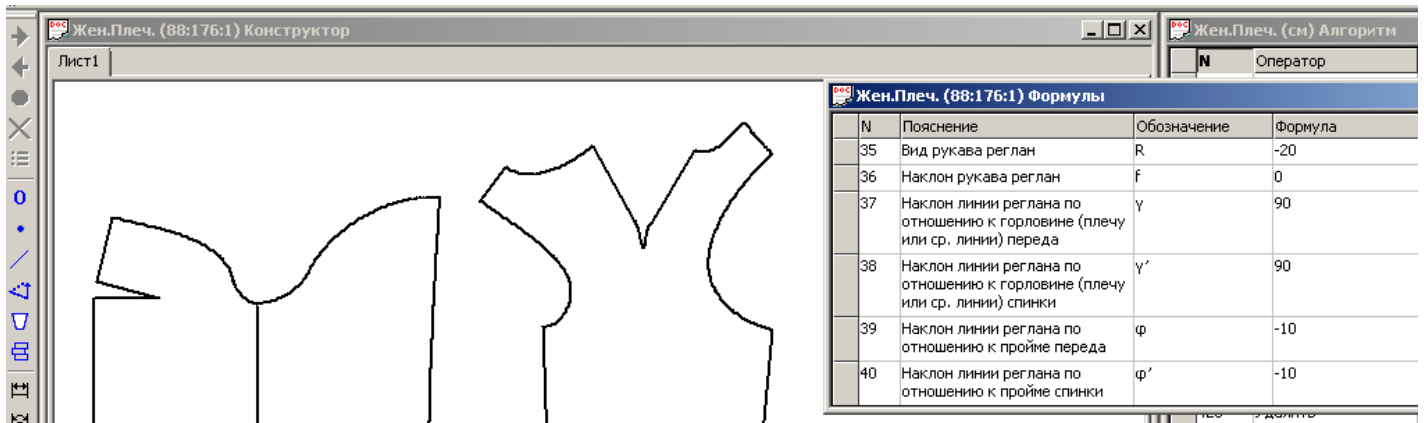 Жен.Плеч. (88:176:1) Конструктор
Жен.Плеч. (см) Алгоритм
Лист1
N Оператор
Жен.Плеч. (88:176:1) Формулы
N Пояснение Обозначение Формула
35 Вид рукава реглан R -20
36 Наклон рукава реглан f 0
37 Наклон линии реглана по γ 90
отношению к горловине (плечу
или ср. линии) переда
38 Наклон линии реглана по γ′ 90
отношению к горловине (плечу
или ср. линии) спинки
39 Наклон линии реглана по φ -10
отношению к пройме переда
40 Наклон линии реглана по φ′ -10
отношению к пройме спинки